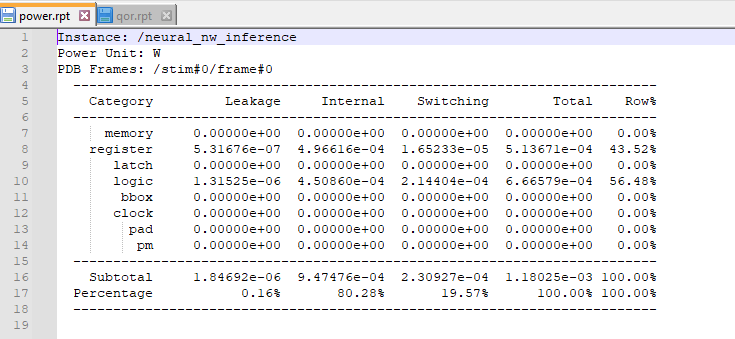 power.rpt qor.rpt
1 Instance: /neural_nw_inference
2 Power Unit: W
3 PDB Frames: /stim#0/frame#0
4 -------------------------------------------------------------------------
5 Category Leakage Internal Switching Total Row%
6 -------------------------------------------------------------------------
7 memory 0.00000e+00 0.00000e+00 0.00000e+00 0.00000e+00 0.00%
8 register 5.31676e-07 4.96616e-04 1.65233e-05 5.13671e-04 43.52%
9 latch 0.00000e+00 0.00000e+00 0.00000e+00 0.00000e+00 0.00%
10 logic 1.31525e-06 4.50860e-04 2.14404e-04 6.66579e-04 56.48%
11 bbox 0.00000e+00 0.00000e+00 0.00000e+00 0.00000e+00 0.00%
12 clock 0.00000e+00 0.00000e+00 0.00000e+00 0.00000e+00 0.00%
13 pad 0.00000e+00 0.00000e+00 0.00000e+00 0.00000e+00 0.00%
14 pm 0.00000e+00 0.00000e+00 0.00000e+00 0.00000e+00 0.00%
15 -------------------------------------------------------------------------
16 Subtotal 1.84692e-06 9.47476e-04 2.30927e-04 1.18025e-03 100.00%
17 Percentage 0.16% 80.28% 19.57% 100.00% 100.00%
18 -------------------------------------------------------------------------
19